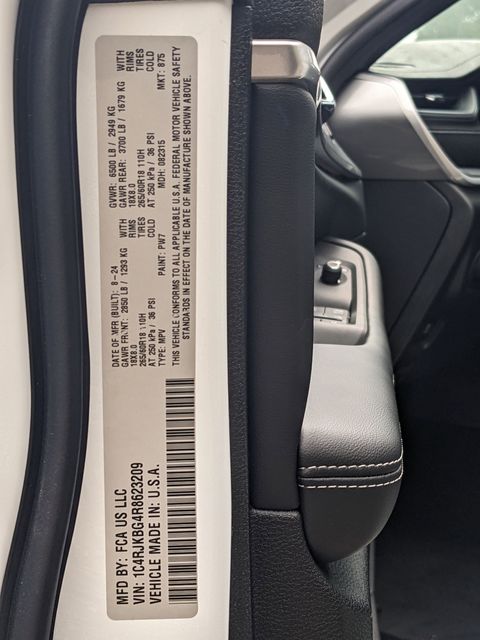 MFD BY: FCA US LLC
VIN: 1C4RJKBG4R8623209
VEHICLE MADE IN: U.S.A.
DATE OF MFR (BUILT): 8-24
GVWR: 6500 LB / 2949 KG
GAWR FRONT: 2850 LB / 1293 KG WITH
GAWR REAR: 3700 LB / 1679 KG WITH
18X8.0 RIMS
18X8.0 RIMS
265/60R18 110H TIRES
265/60R18 110H TIRES
AT 250 kPa / 36 PSI COLD
AT 250 kPa / 36 PSI COLD
TYPE: MPV PAINT: PW7 MDH: 082315 MKT: 875
THIS VEHICLE CONFORMS TO ALL APPLICABLE U.S.A. FEDERAL MOTOR VEHICLE SAFETY
STANDARDS IN EFFECT ON THE DATE OF MANUFACTURE SHOWN ABOVE.